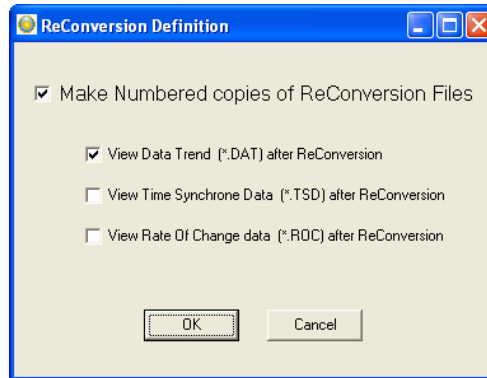 ReConversion Definition
Make Numbered copies of ReConversion Files
View Data Trend (*.DAT) after ReConversion
View Time Synchrone Data (*.TSD) after ReConversion
View Rate Of Change data (*.ROC) after ReConversion
OK Cancel